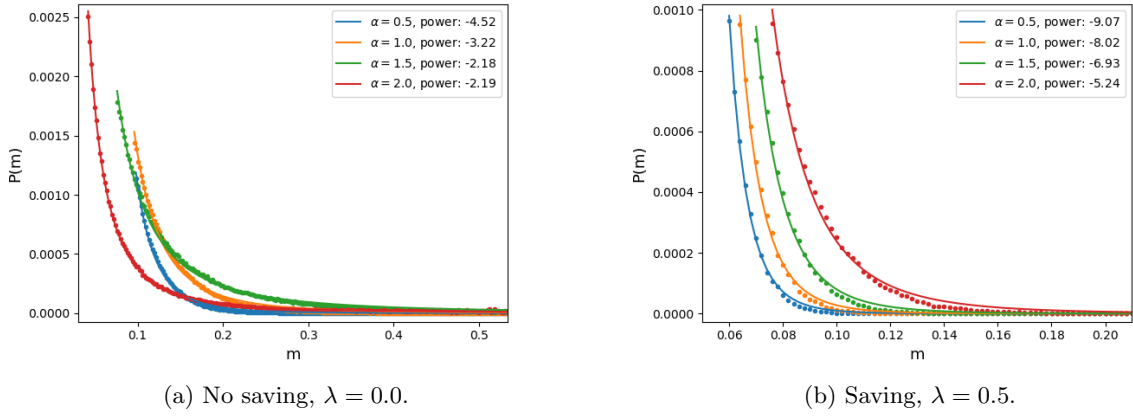 0.0025
0.0020
0.0015
0.0010
0.0005
0.0000
P(m)
α = 0.5, power: -4.52
α = 1.0, power: -3.22
α = 1.5, power: -2.18
α = 2.0, power: -2.19
0.1 0.2 0.3 0.4 0.5
m
(a) No saving, λ = 0.0.
0.0010
0.0008
0.0006
0.0004
0.0002
0.0000
P(m)
α = 0.5, power: -9.07
α = 1.0, power: -8.02
α = 1.5, power: -6.93
α = 2.0, power: -5.24
0.06 0.08 0.10 0.12 0.14 0.16 0.18 0.20
m
(b) Saving, λ = 0.5.